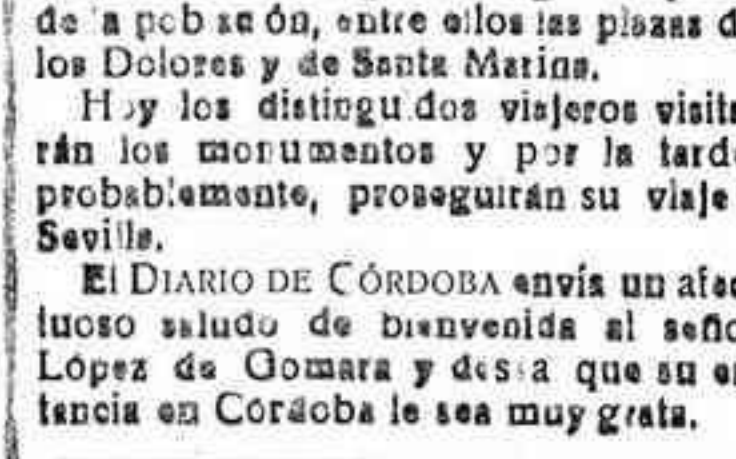 de la población, entre ellos las plazas d
los Dolores y de Santa Marina.
Hoy los distinguidos viajeros visita
rán los monumentos y por la tarde
probablemente, proseguirán su viaje
Sevilla.
El DIARIO DE CÓRDOBA envía un afec
tuoso saludo de bienvenida al seño
López de Gomara y desea que su es
tancia en Córdoba le sea muy grata.